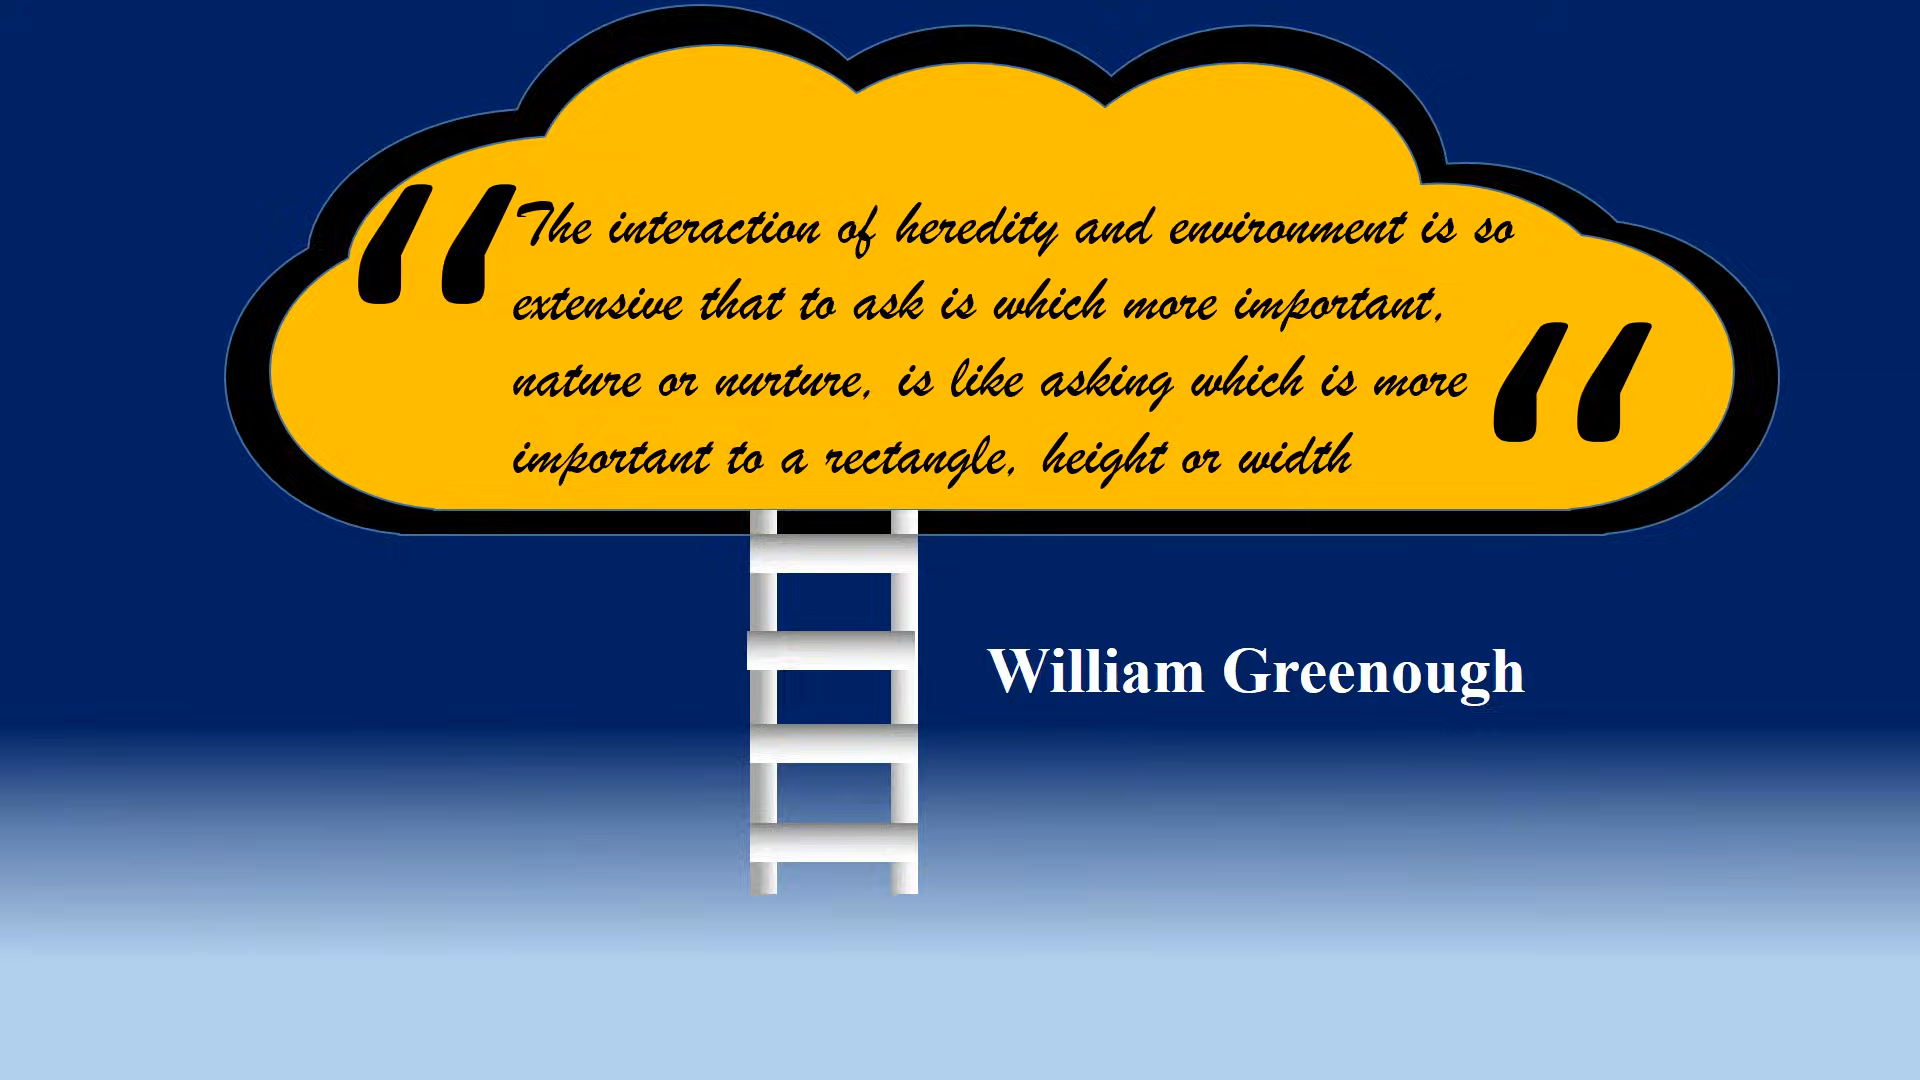 “The interaction of heredity and environment is so
extensive that to ask is which more important,
nature or nurture, is like asking which is more “
important to a rectangle, height or width
William Greenough